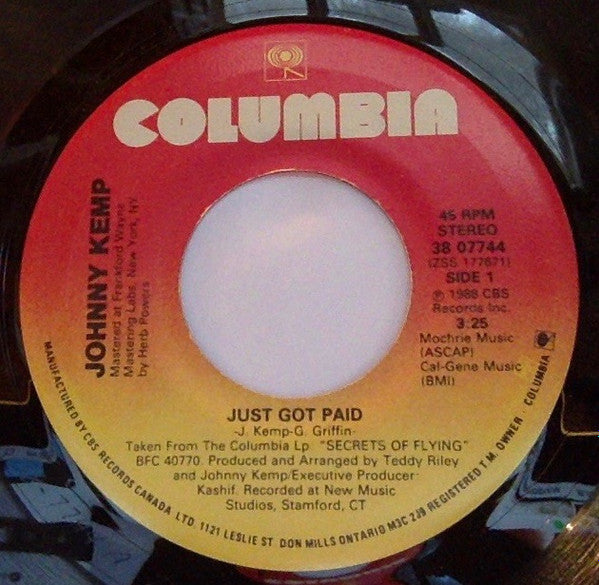 COLUMBIA
JOHNNY KEMP
Mastered at Frankford Wayne
Mastering Labs, New York, NY.
by Herb Powers
45 RPM
STEREO
38 07744
(ZSS 177671)
SIDE 1
℗ 1988 CBS
Records Inc.
3:25
Mochrie Music
(ASCAP)
Cal-Gene Music
(BMI)
JUST GOT PAID
-J. Kemp-G. Griffin-
Taken From The Columbia Lp "SECRETS OF FLYING"
BFC 40770. Produced and Arranged by Teddy Riley
and Johnny Kemp/Executive Producer:
Kashif. Recorded at New Music
Studios, Stamford, CT
MANUFACTURED BY CBS RECORDS CANADA LTD. 1121 LESLIE ST. DON MILLS ONTARIO M3C 2J9 REGISTERED T.M. OWNER · COLUMBIA